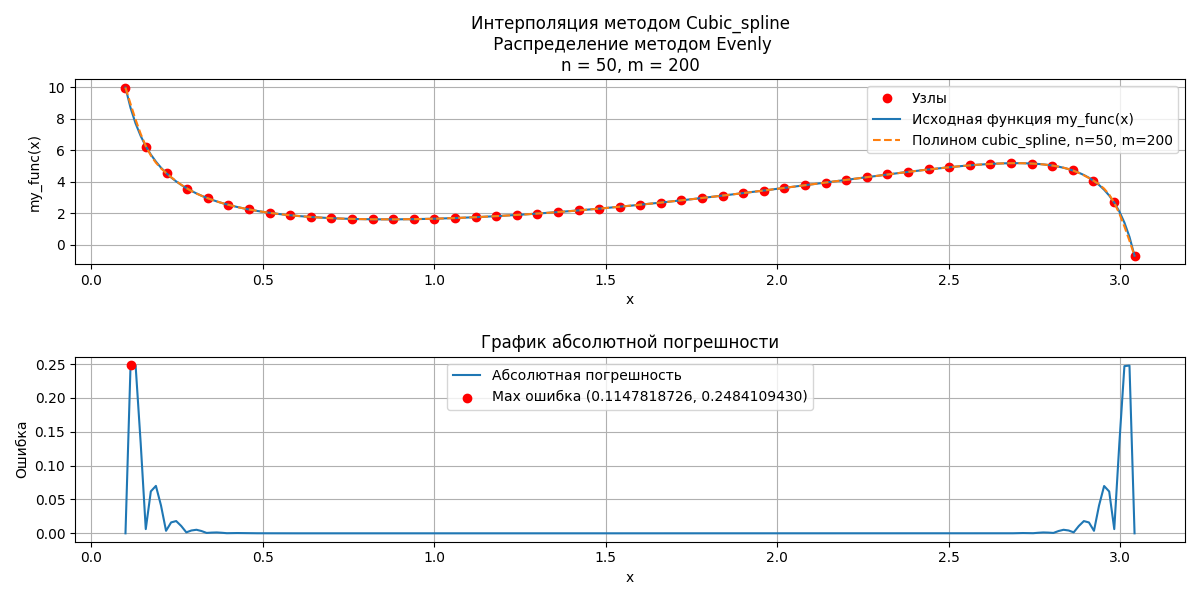 Интерполяция методом Cubic_spline
Распределение методом Evenly
n = 50, m = 200
my_func(x)
10
8
6
4
2
0
Узлы
Исходная функция my_func(x)
Полином cubic_spline, n=50, m=200
0.0 0.5 1.0 1.5 2.0 2.5 3.0
x
График абсолютной погрешности
Ошибка
0.25
0.20
0.15
0.10
0.05
0.00
Абсолютная погрешность
Max ошибка (0.1147818726, 0.2484109430)
0.0 0.5 1.0 1.5 2.0 2.5 3.0
x